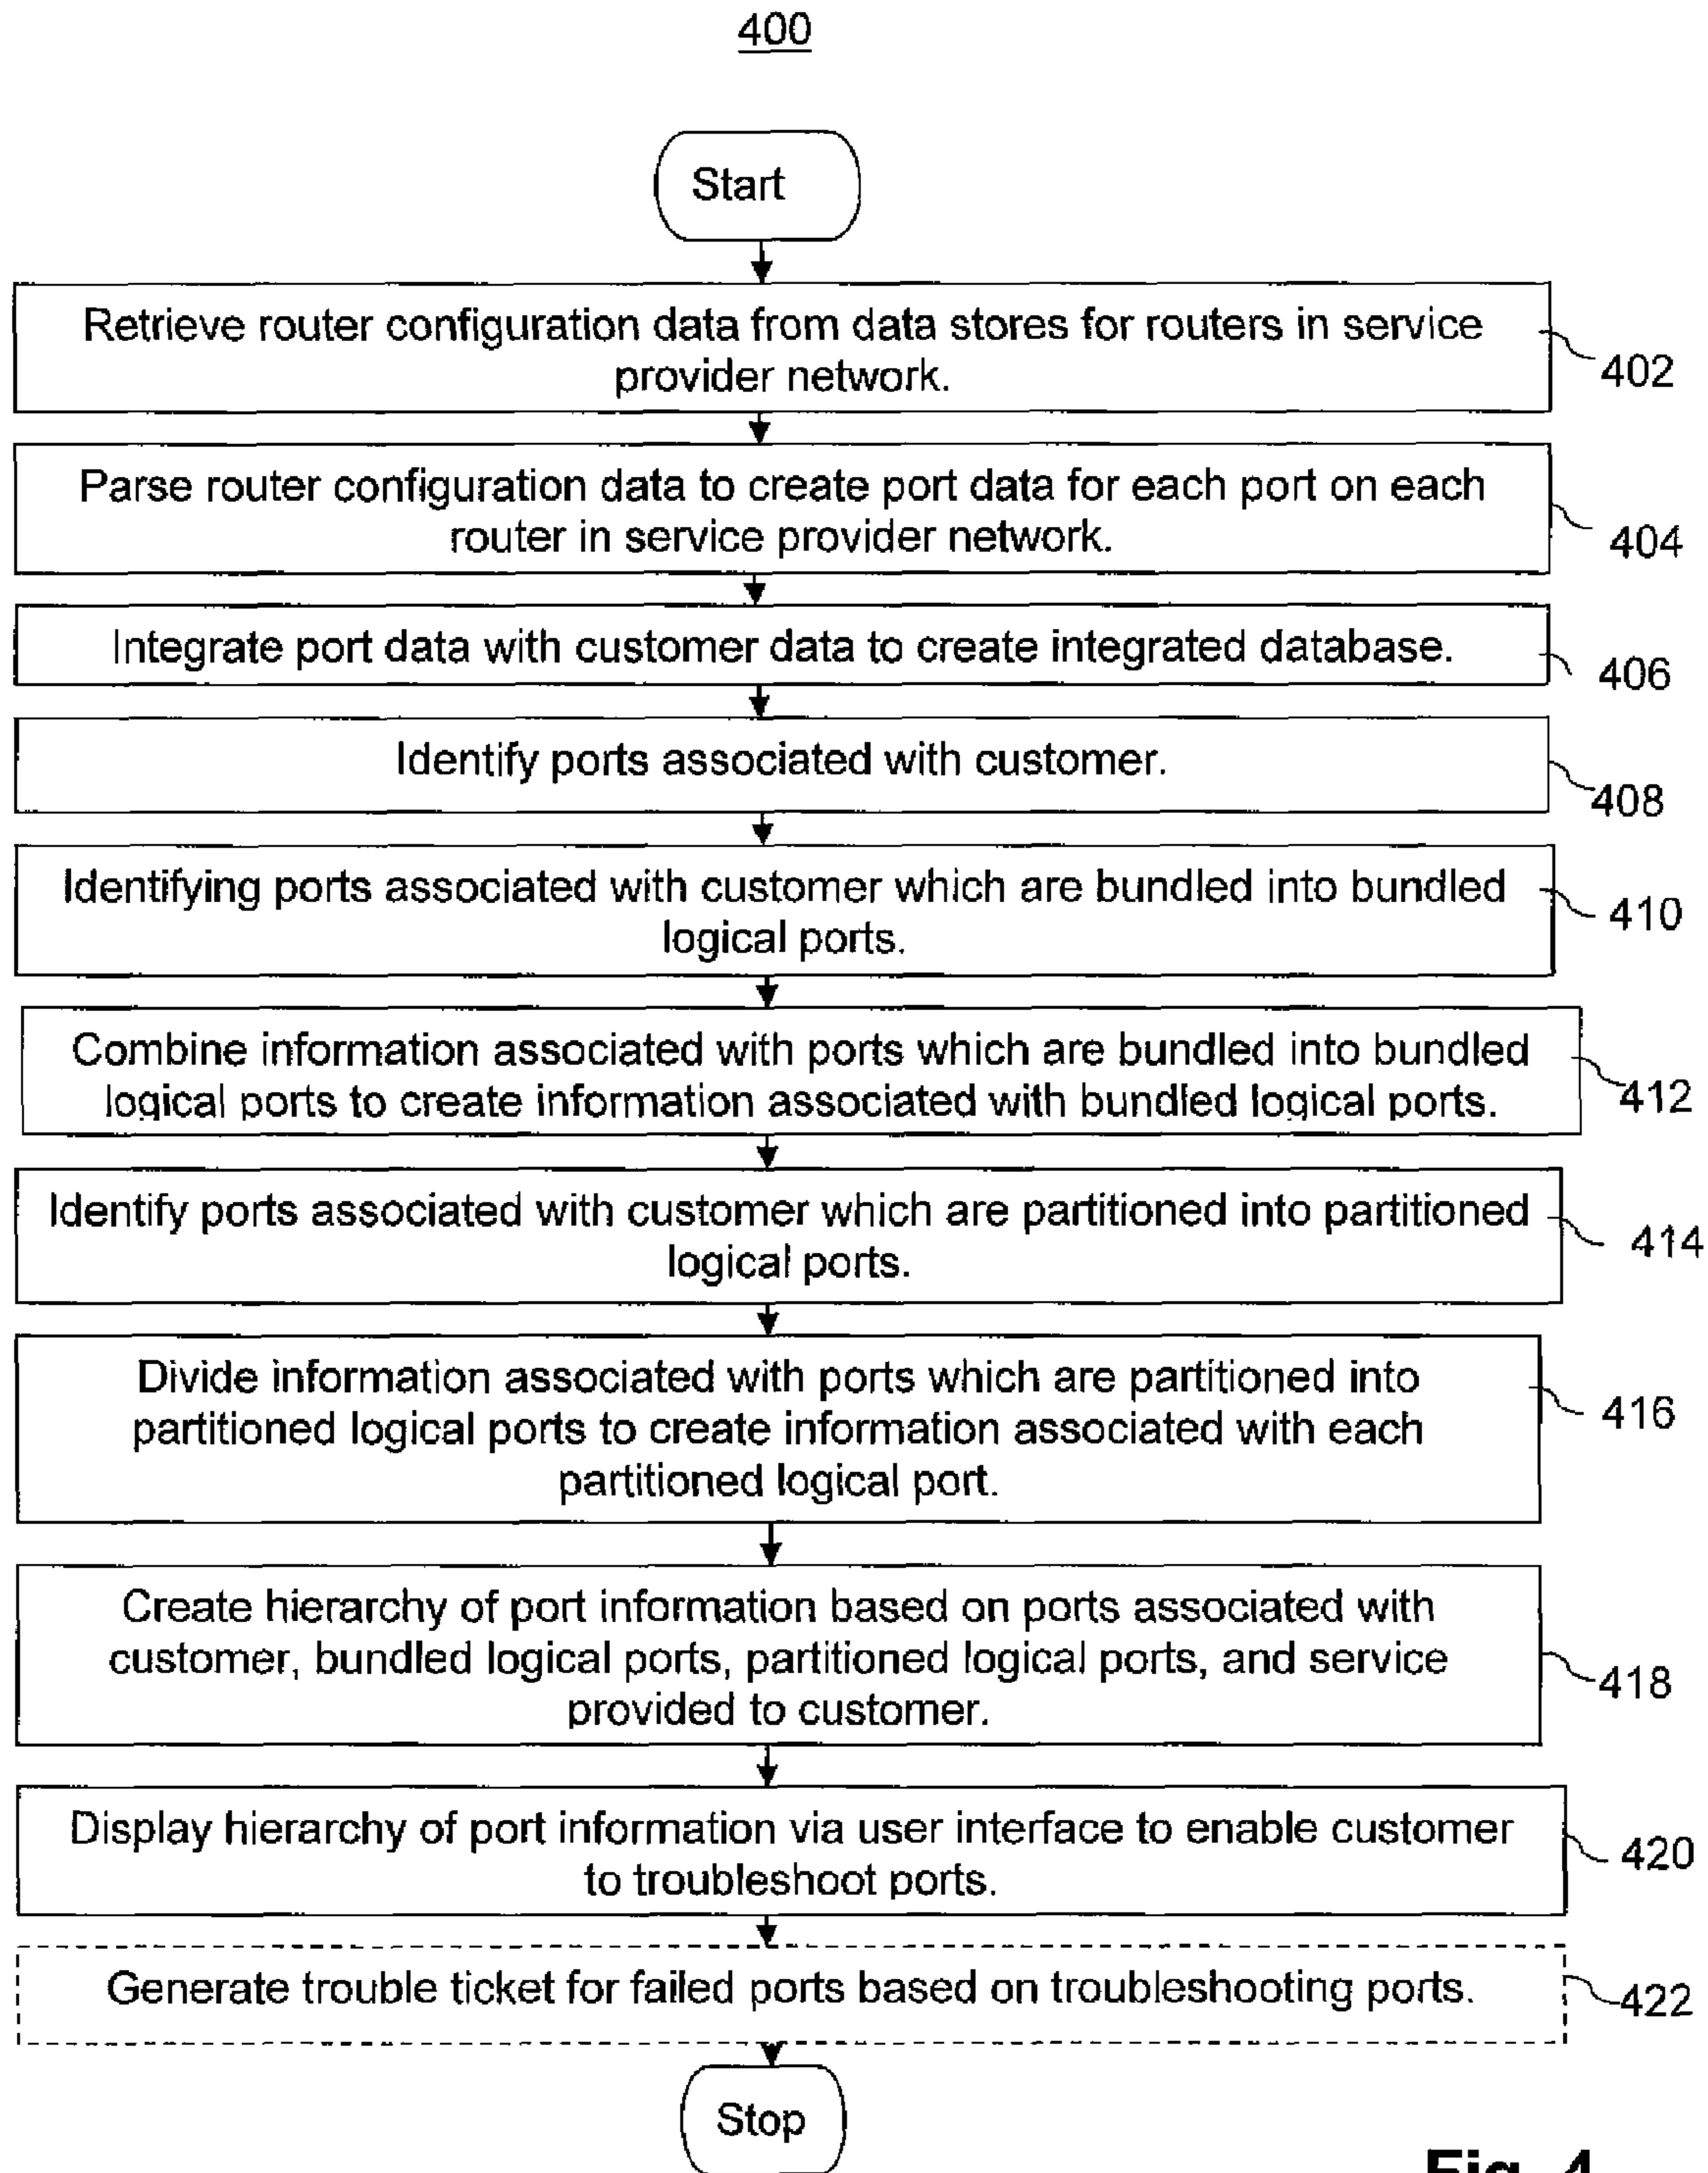 400
Start
Retrieve router configuration data from data stores for routers in service
provider network.
402
Parse router configuration data to create port data for each port on each
router in service provider network.
404
Integrate port data with customer data to create integrated database.
406
Identify ports associated with customer.
408
Identifying ports associated with customer which are bundled into bundled
logical ports.
410
Combine information associated with ports which are bundled into bundled
logical ports to create information associated with bundled logical ports.
412
Identify ports associated with customer which are partitioned into partitioned
logical ports.
414
Divide information associated with ports which are partitioned into
partitioned logical ports to create information associated with each
partitioned logical port.
416
Create hierarchy of port information based on ports associated with
customer, bundled logical ports, partitioned logical ports, and service
provided to customer.
418
Display hierarchy of port information via user interface to enable customer
to troubleshoot ports.
420
Generate trouble ticket for failed ports based on troubleshooting ports.
422
Stop
Fig. 4